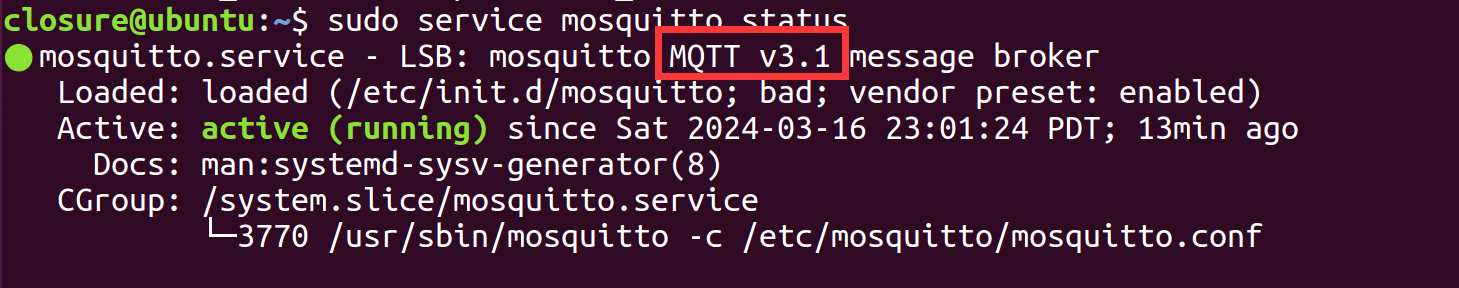 closure@ubuntu:~$ sudo service mosquitto status
● mosquitto.service - LSB: mosquitto MQTT v3.1 message broker
Loaded: loaded (/etc/init.d/mosquitto; bad; vendor preset: enabled)
Active: active (running) since Sat 2024-03-16 23:01:24 PDT; 13min ago
Docs: man:systemd-sysv-generator(8)
CGroup: /system.slice/mosquitto.service
└─3770 /usr/sbin/mosquitto -c /etc/mosquitto/mosquitto.conf